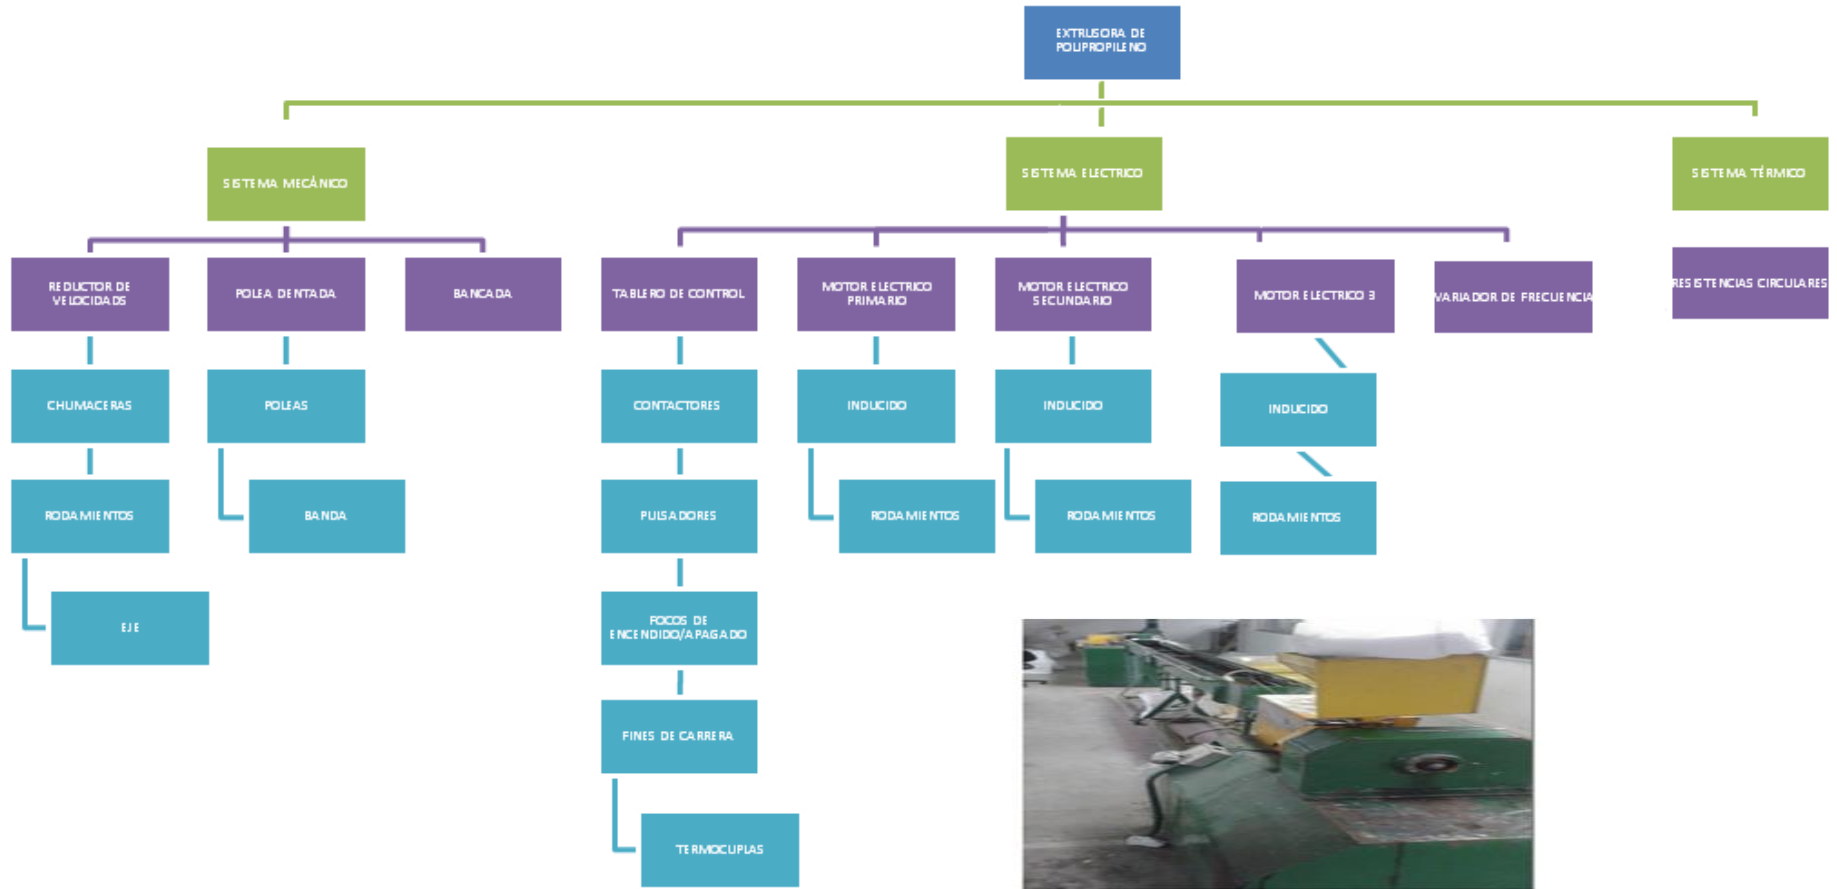 EXTRUSORA DE
POLIPROPILENO
SISTEMA MECÁNICO
SISTEMA ELECTRICO
SISTEMA TÉRMICO
REDUCTOR DE
VELOCIDADS
POLEA DENTADA
BANCADA
TABLERO DE CONTROL
MOTOR ELECTRICO
PRIMARIO
MOTOR ELECTRICO
SECUNDARIO
MOTOR ELECTRICO 3
VARIADOR DE FRECUENCIA
RESISTENCIAS CIRCULARES
CHUMACERAS
POLEAS
CONTACTORES
INDUCIDO
INDUCIDO
INDUCIDO
RODAMIENTOS
BANDA
PULSADORES
RODAMIENTOS
RODAMIENTOS
RODAMIENTOS
EJE
FOCOS DE
ENCENDIDO/APAGADO
FINES DE CARRERA
TERMOCUPLAS